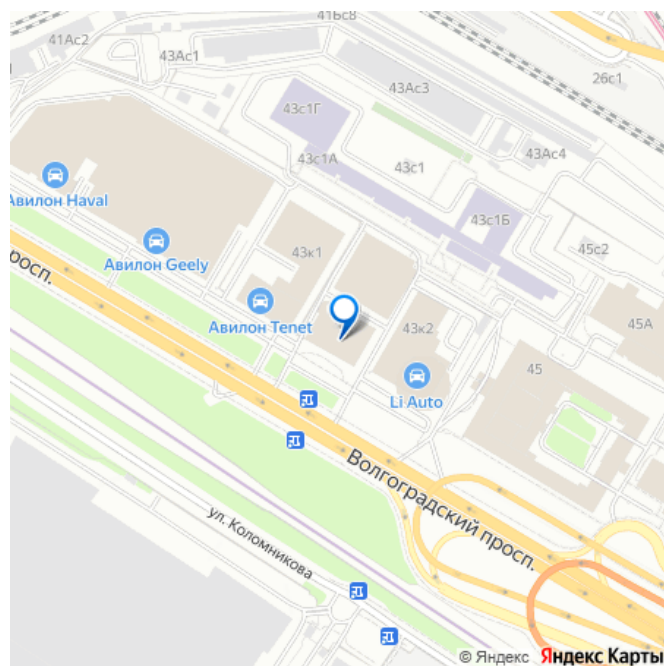 41Бс8
41Ас2
43Ас1
26с1
43Ас3
43с1Г
43Ас4
43с1А
43с1
Авилон Haval
43с1Б
45с2
43к1
Авилон Geely
просп.
45А
Авилон Tenet
43к2
45
Li Auto
Волгоградский просп.
ул. Коломникова
© Яндекс Яндекс Карты